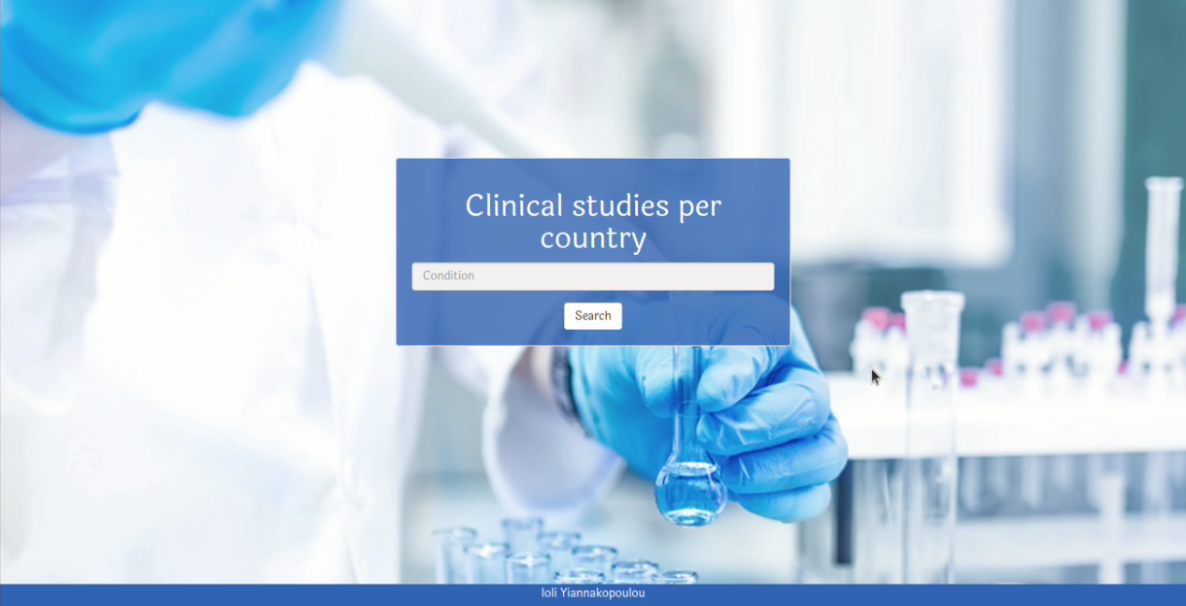 Clinical studies per
country
Condition
Search
Ioli Yiannakopoulou